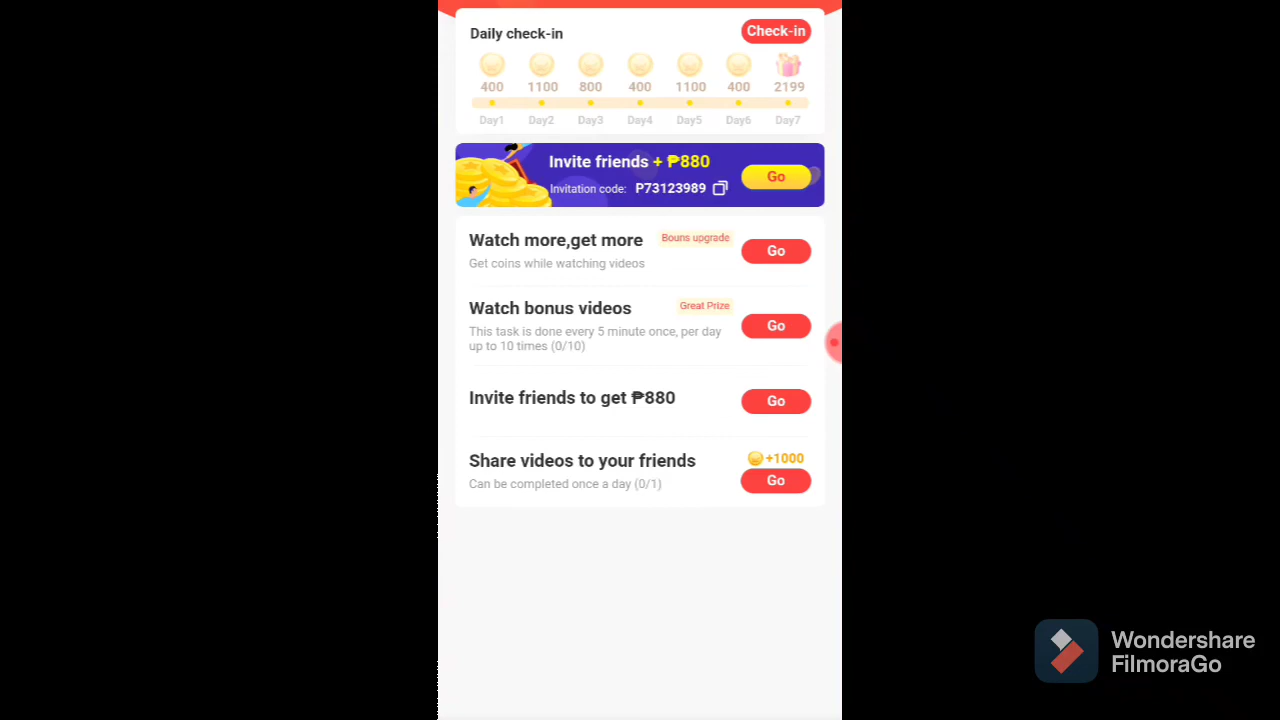 Daily check-in
Check-in
400 1100 800 400 1100 400 2199
Day1 Day2 Day3 Day4 Day5 Day6 Day7
Invite friends + ₱880
Go
Invitation code: P73123989
Watch more,get more
Bouns upgrade
Go
Get coins while watching videos
Watch bonus videos
Great Prize
Go
This task is done every 5 minute once, per day
up to 10 times (0/10)
Invite friends to get ₱880
Go
Share videos to your friends
+1000
Can be completed once a day (0/1)
Go
Wondershare
FilmoraGo